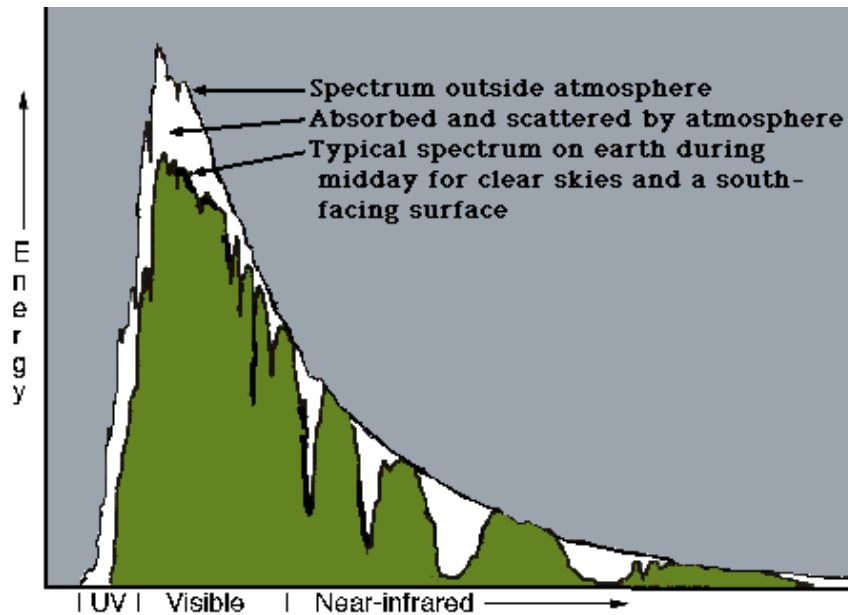 Spectrum outside atmosphere
Absorbed and scattered by atmosphere
Typical spectrum on earth during
midday for clear skies and a south-
facing surface
Energy
UV
Visible
Near-infrared